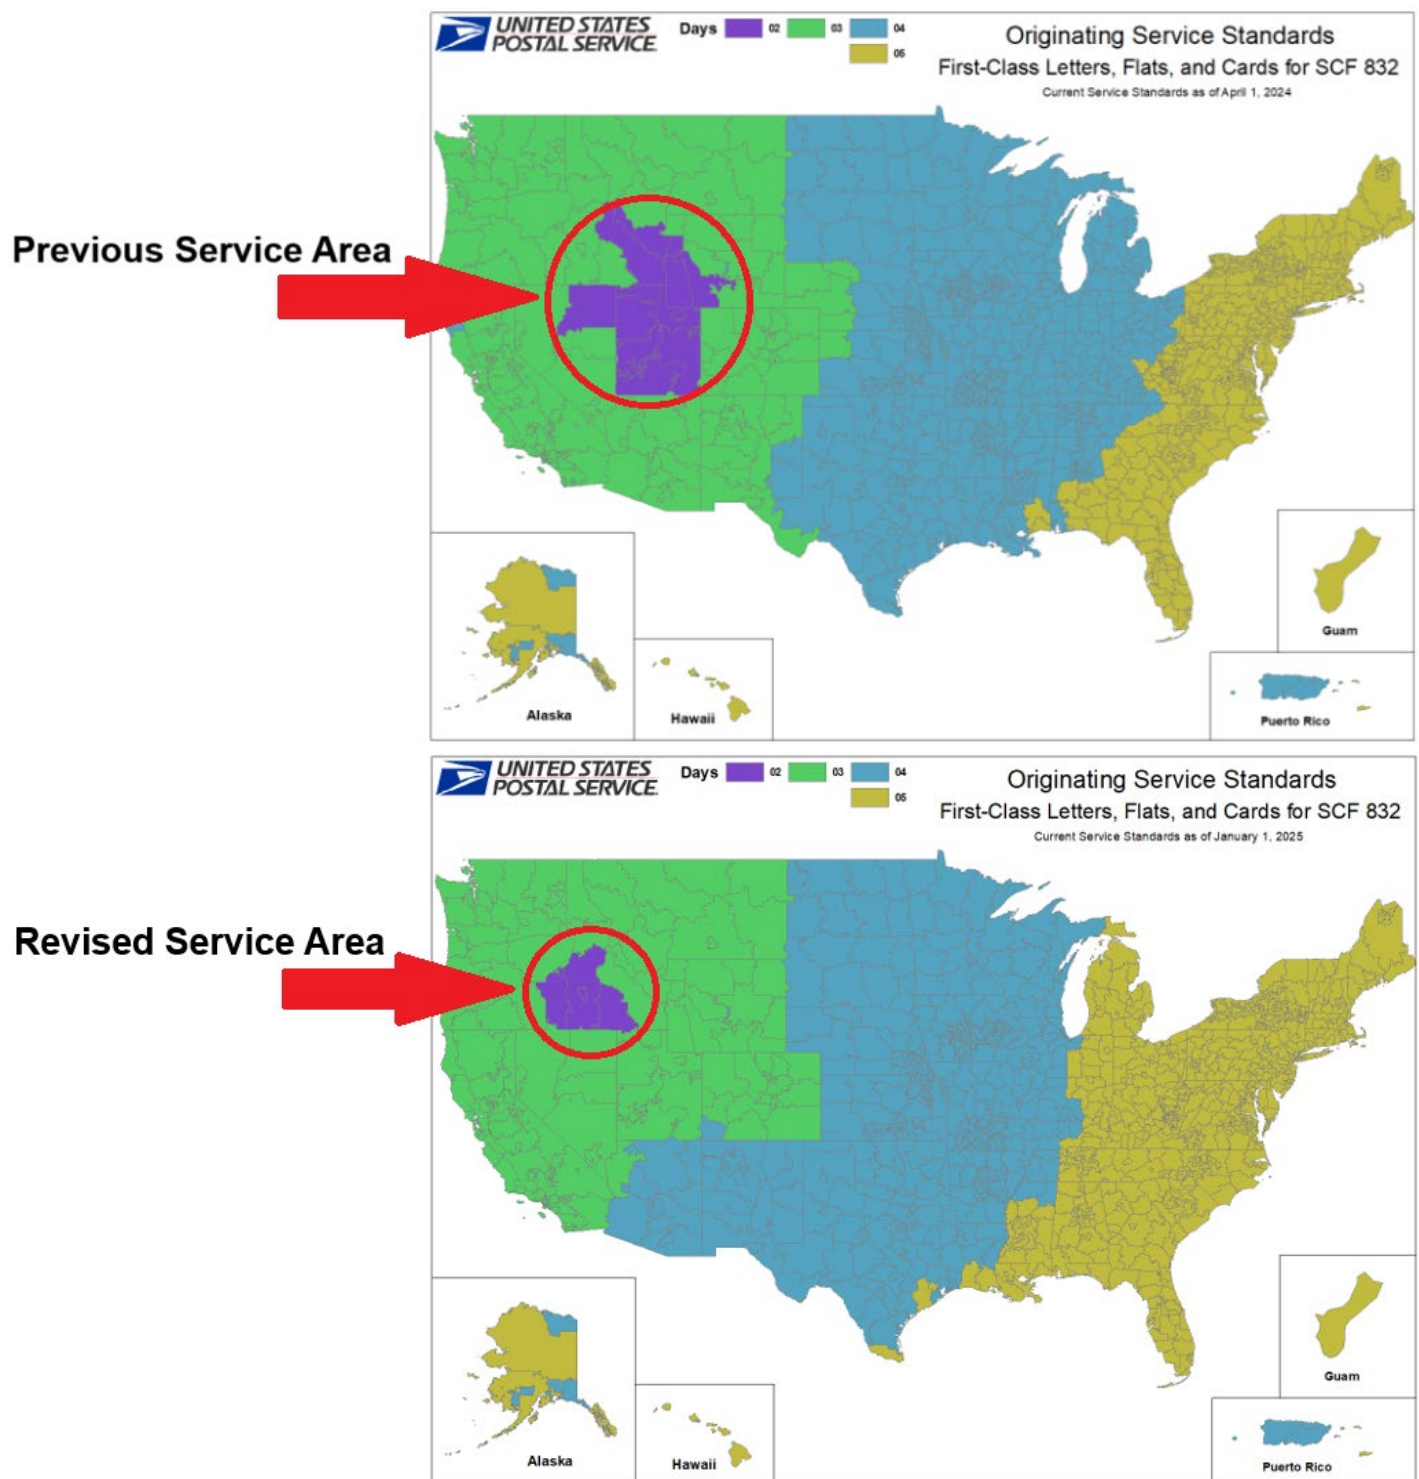 UNITED STATES
POSTAL SERVICE
Days 02 03 04
05
Originating Service Standards
First-Class Letters, Flats, and Cards for SCF 832
Current Service Standards as of April 1, 2024
Previous Service Area
Alaska
Hawaii
Guam
Puerto Rico
UNITED STATES
POSTAL SERVICE
Days 02 03 04
05
Originating Service Standards
First-Class Letters, Flats, and Cards for SCF 832
Current Service Standards as of January 1, 2025
Revised Service Area
Alaska
Hawaii
Guam
Puerto Rico